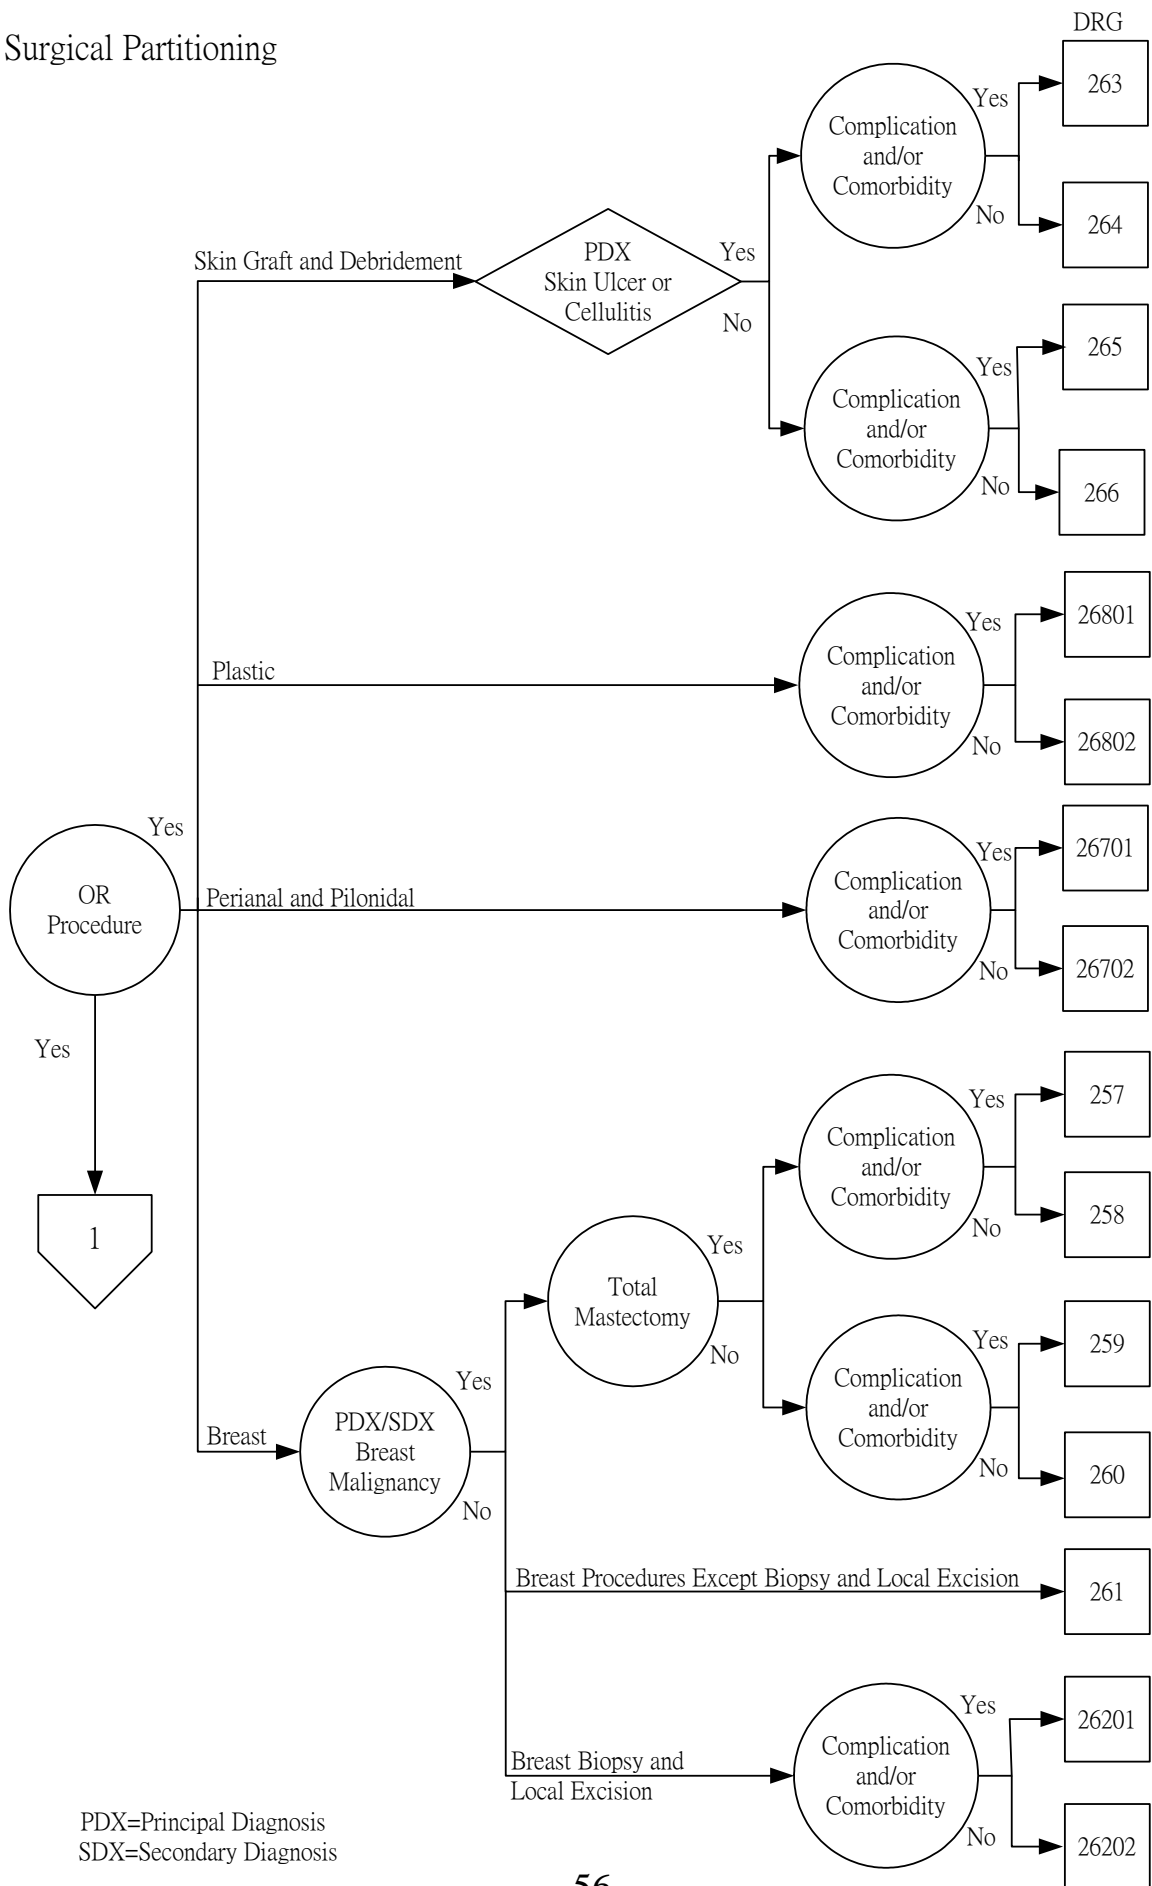 DRG
Surgical Partitioning
263
Yes
Complication
and/or
Comorbidity
No
264
Skin Graft and Debridement
PDX
Skin Ulcer or
Cellulitis
Yes
No
265
Yes
Complication
and/or
Comorbidity
No
266
26801
Yes
Plastic
Complication
and/or
Comorbidity
No
26802
Yes
OR
Procedure
Perianal and Pilonidal
26701
Yes
Complication
and/or
Comorbidity
No
26702
Yes
1
257
Yes
Complication
and/or
Comorbidity
No
258
Yes
Total
Mastectomy
No
259
Yes
Complication
and/or
Comorbidity
No
260
Breast
Yes
PDX/SDX
Breast
Malignancy
No
Breast Procedures Except Biopsy and Local Excision
261
26201
Yes
Breast Biopsy and
Local Excision
Complication
and/or
Comorbidity
No
26202
PDX=Principal Diagnosis
SDX=Secondary Diagnosis
56